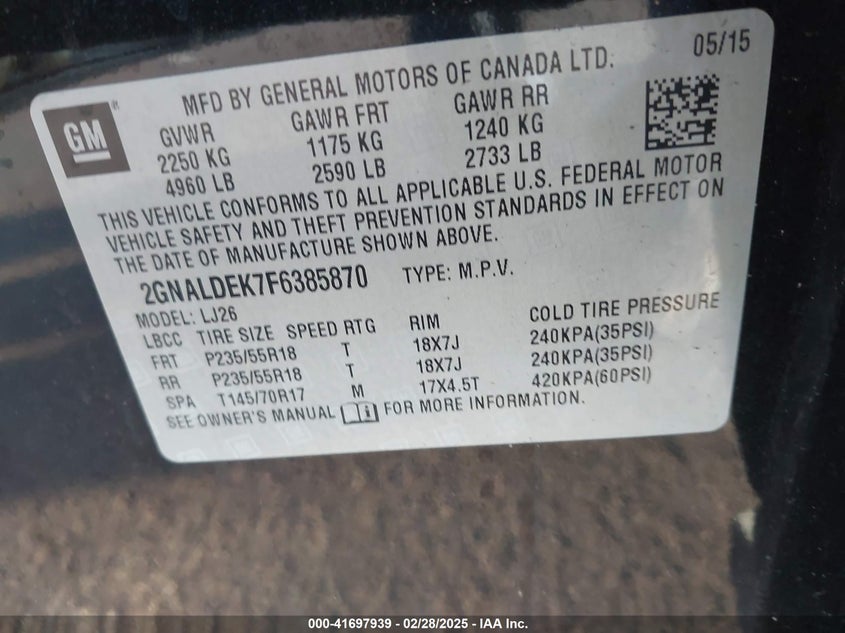 05/15
MFD BY GENERAL MOTORS OF CANADA LTD.
GM
GVWR GAWR FRT GAWR RR
2250 KG 1175 KG 1240 KG
4960 LB 2590 LB 2733 LB
THIS VEHICLE CONFORMS TO ALL APPLICABLE U.S. FEDERAL MOTOR
VEHICLE SAFETY AND THEFT PREVENTION STANDARDS IN EFFECT ON
THE DATE OF MANUFACTURE SHOWN ABOVE.
2GNALDEK7F6385870 TYPE: M.P.V.
MODEL: LJ26
LBCC TIRE SIZE SPEED RTG RIM COLD TIRE PRESSURE
FRT P235/55R18 T 18X7J 240KPA(35PSI)
RR P235/55R18 T 18X7J 240KPA(35PSI)
SPA T145/70R17 M 17X4.5T 420KPA(60PSI)
SEE OWNER'S MANUAL FOR MORE INFORMATION.
000-41697939 - 02/28/2025 - IAA Inc.